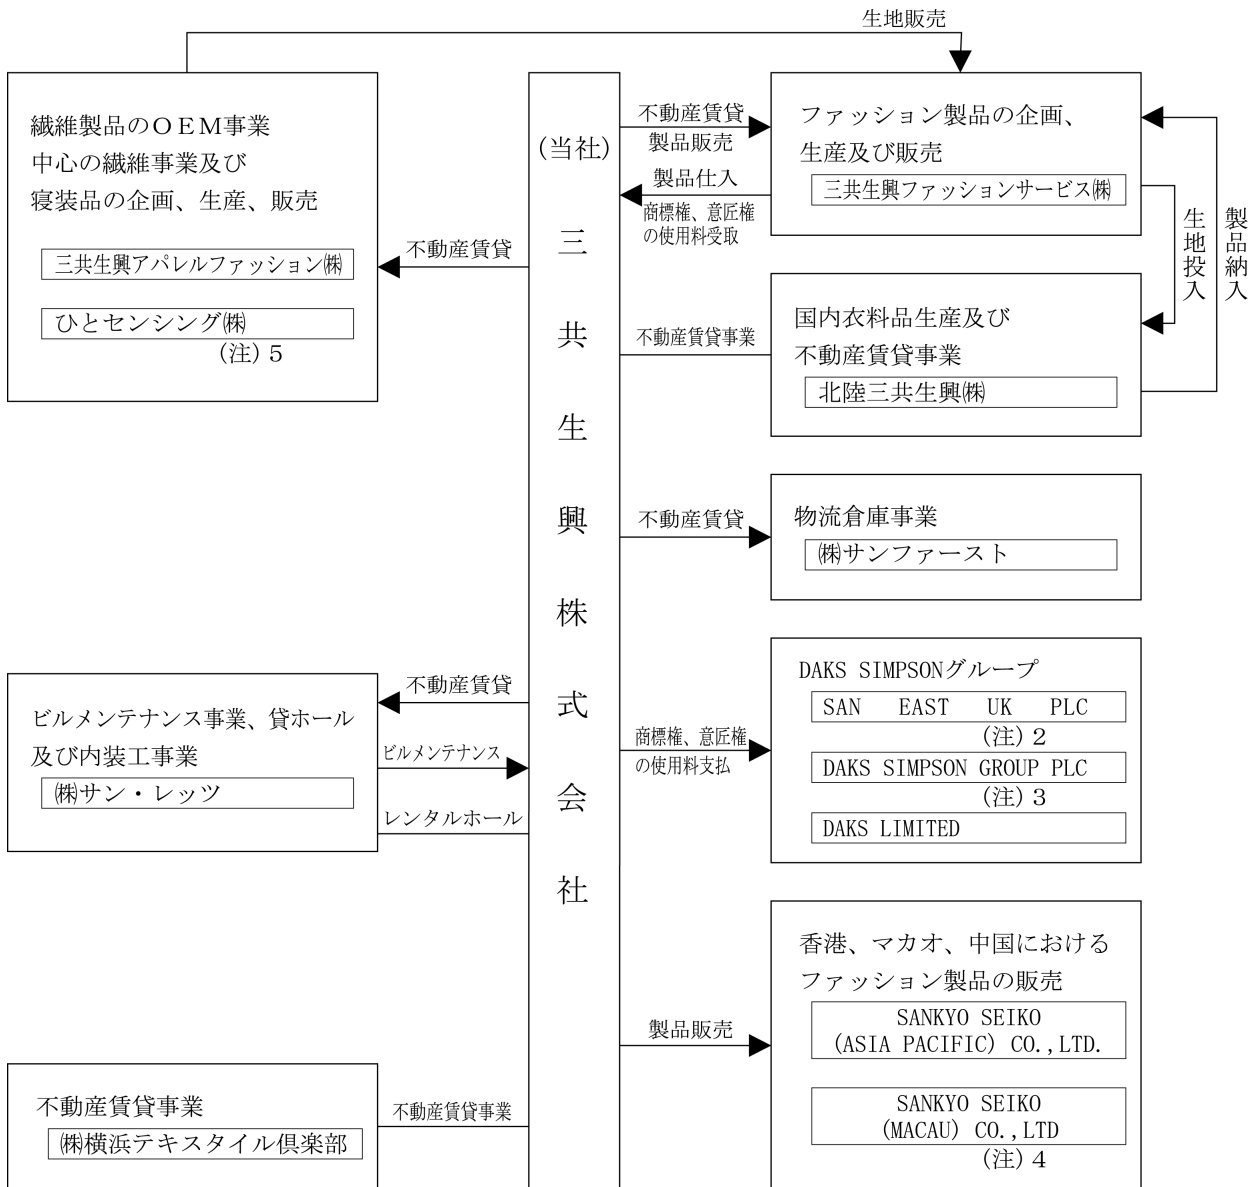 生地販売
繊維製品のＯＥＭ事業
中心の繊維事業及び
寝装品の企画、生産、販売
三共生興アパレルファッション㈱
ひとセンシング㈱
(注)５
不動産賃貸
(当社)
三共生興株式会社
不動産賃貸
製品販売
製品仕入
商標権、意匠権
の使用料受取
ファッション製品の企画、
生産及び販売
三共生興ファッションサービス㈱
生地投入
製品納入
不動産賃貸事業
国内衣料品生産及び
不動産賃貸事業
北陸三共生興㈱
不動産賃貸
物流倉庫事業
㈱サンファースト
ビルメンテナンス事業、貸ホール
及び内装工事業
㈱サン・レッツ
不動産賃貸
ビルメンテナンス
レンタルホール
商標権、意匠権
の使用料支払
DAKS SIMPSONグループ
SAN EAST UK PLC
(注)２
DAKS SIMPSON GROUP PLC
(注)３
DAKS LIMITED
製品販売
香港、マカオ、中国における
ファッション製品の販売
SANKYO SEIKO
(ASIA PACIFIC) CO.,LTD.
SANKYO SEIKO
(MACAU) CO.,LTD
(注)４
不動産賃貸事業
㈱横浜テキスタイル倶楽部
不動産賃貸事業